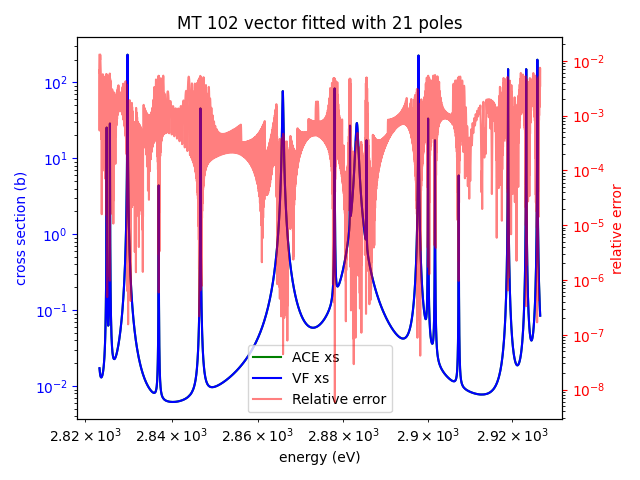 MT 102 vector fitted with 21 poles
10²
10¹
10⁰
10⁻¹
10⁻²
cross section (b)
10⁻²
10⁻³
10⁻⁴
10⁻⁵
10⁻⁶
10⁻⁷
10⁻⁸
relative error
ACE xs
VF xs
Relative error
2.82 × 10³ 2.84 × 10³ 2.86 × 10³ 2.88 × 10³ 2.9 × 10³ 2.92 × 10³
energy (eV)